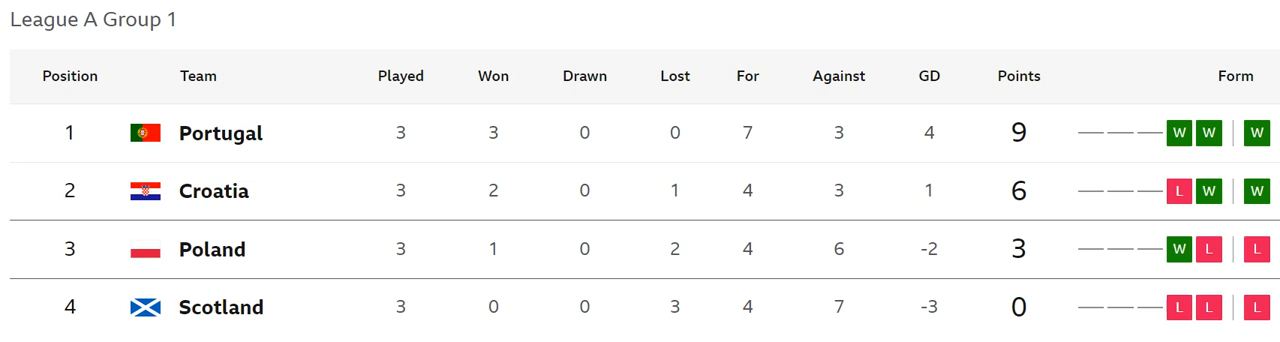 League A Group 1
Position Team Played Won Drawn Lost For Against GD Points Form
1 Portugal 3 3 0 0 7 3 4 9 W W W
2 Croatia 3 2 0 1 4 3 1 6 L W W
3 Poland 3 1 0 2 4 6 -2 3 W L L
4 Scotland 3 0 0 3 4 7 -3 0 L L L